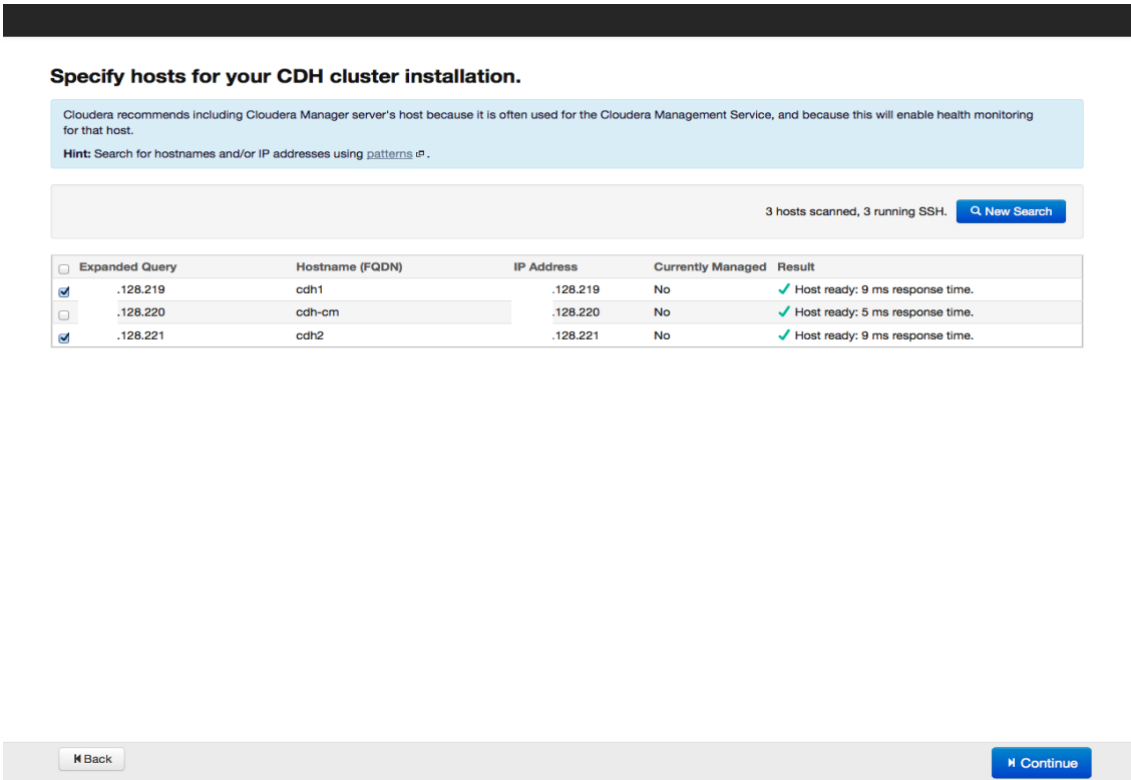 Specify hosts for your CDH cluster installation.
Cloudera recommends including Cloudera Manager server's host because it is often used for the Cloudera Management Service, and because this will enable health monitoring
for that host.
Hint: Search for hostnames and/or IP addresses using patterns.
3 hosts scanned, 3 running SSH. New Search
Expanded Query Hostname (FQDN) IP Address Currently Managed Result
.128.219 cdh1 .128.219 No Host ready: 9 ms response time.
.128.220 cdh-cm .128.220 No Host ready: 5 ms response time.
.128.221 cdh2 .128.221 No Host ready: 9 ms response time.
Back Continue